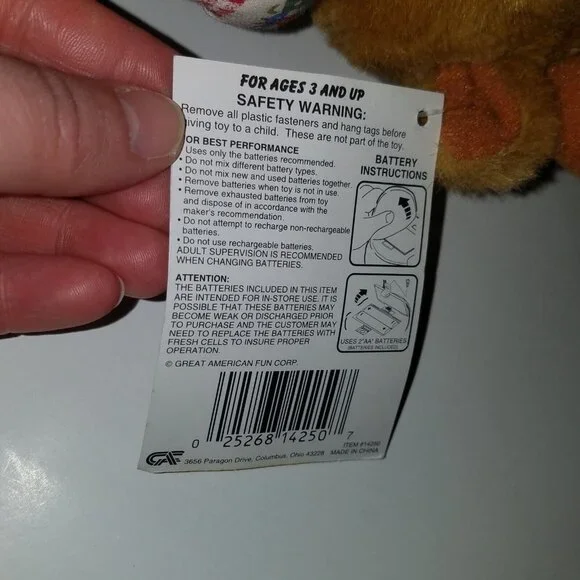 FOR AGES 3 AND UP
SAFETY WARNING:
Remove all plastic fasteners and hang tags before
giving toy to a child. These are not part of the toy.
OR BEST PERFORMANCE
• Uses only the batteries recommended.
• Do not mix different battery types.
• Do not mix new and used batteries together.
• Remove batteries when toy is not in use.
• Remove exhausted batteries from toy
and dispose of in accordance with the
maker's recommendation.
• Do not attempt to recharge non-rechargeable
batteries.
• Do not use rechargeable batteries.
ADULT SUPERVISION IS RECOMMENDED
WHEN CHANGING BATTERIES.
BATTERY
INSTRUCTIONS
USES 2"AA" BATTERIES
(BATTERIES INCLUDED)
ATTENTION:
THE BATTERIES INCLUDED IN THIS ITEM
ARE INTENDED FOR IN-STORE USE. IT IS
POSSIBLE THAT THESE BATTERIES MAY
BECOME WEAK OR DISCHARGED PRIOR
TO PURCHASE AND THE CUSTOMER MAY
NEED TO REPLACE THE BATTERIES WITH
FRESH CELLS TO INSURE PROPER
OPERATION.
© GREAT AMERICAN FUN CORP.
0 25268 14250 7
GAF 3656 Paragon Drive, Columbus, Ohio 43228
ITEM #14250
MADE IN CHINA